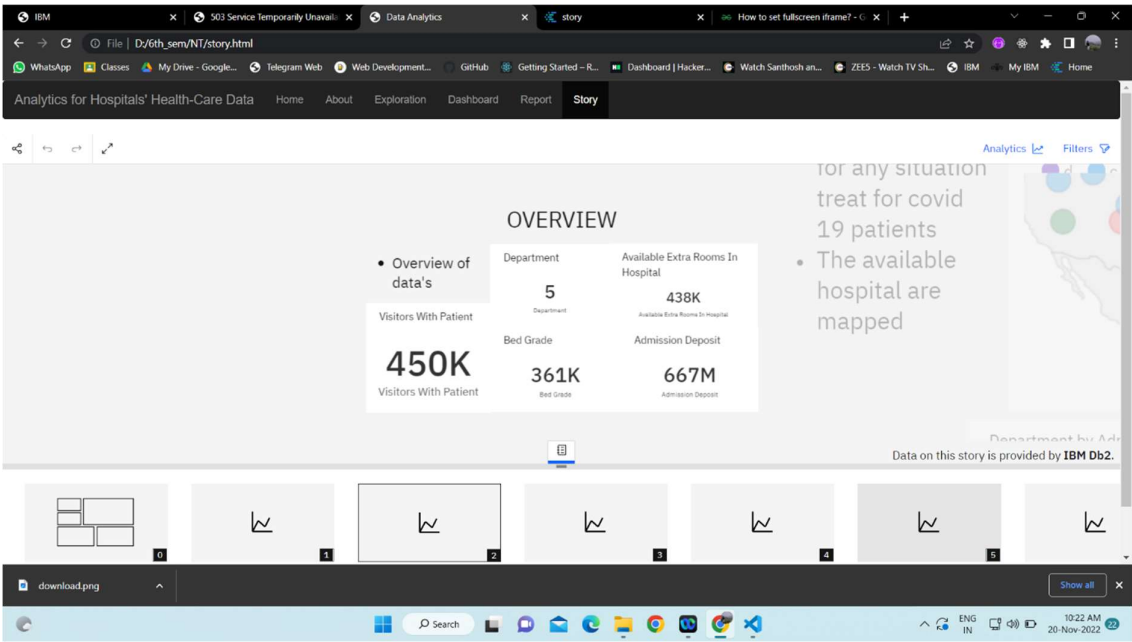 IBM
503 Service Temporarily Unavaila
Data Analytics
story
How to set fullscreen iframe? - G
File | D:/6th_sem/NT/story.html
WhatsApp
Classes
My Drive - Google...
Telegram Web
Web Development...
GitHub
Getting Started – R...
Dashboard | Hacker...
Watch Santhosh an...
ZEE5 - Watch TV Sh...
IBM
My IBM
Home
Analytics for Hospitals' Health-Care Data
Home
About
Exploration
Dashboard
Report
Story
Analytics
Filters
OVERVIEW
• Overview of
data's
Visitors With Patient
450K
Visitors With Patient
Department
5
Department
Available Extra Rooms In
Hospital
438K
Available Extra Rooms In Hospital
Bed Grade
361K
Bed Grade
Admission Deposit
667M
Admission Deposit
for any situation
treat for covid
19 patients
• The available
hospital are
mapped
Department by Adr
Data on this story is provided by IBM Db2.
0
1
2
3
4
5
download.png
Show all
Search
ENG
IN
10:22 AM
20-Nov-2022
22